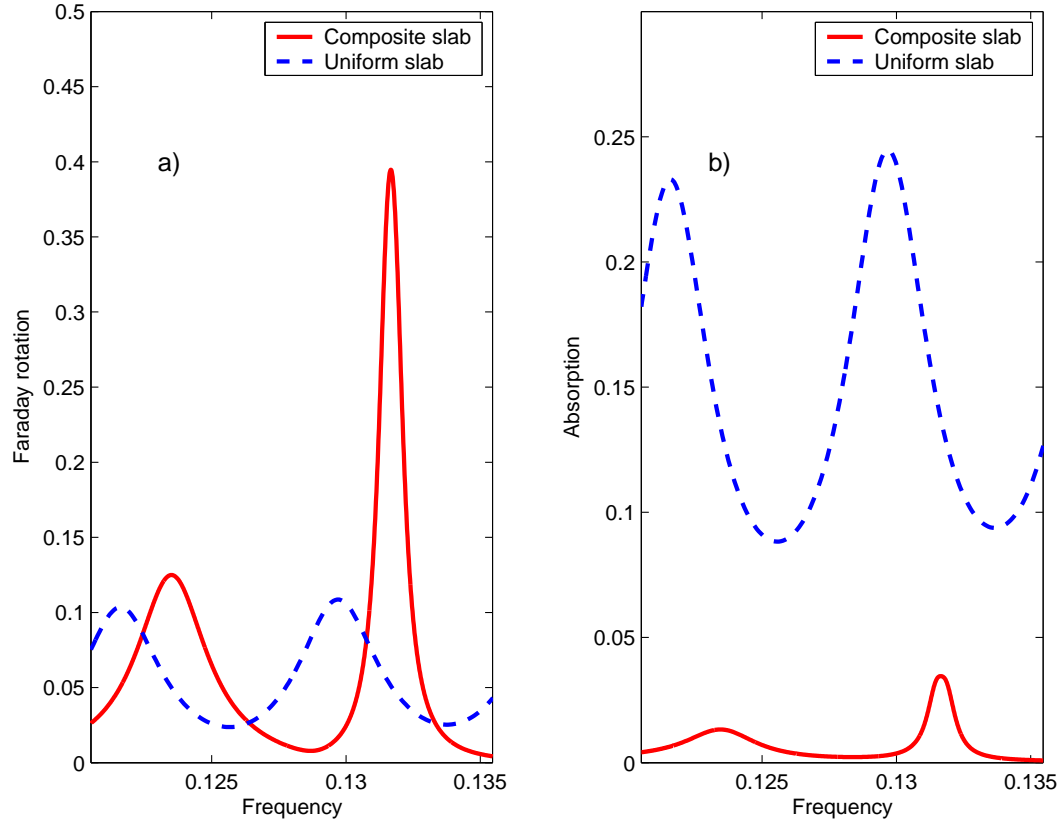 0.5
0.45
0.4
0.35
0.3
0.25
0.2
0.15
0.1
0.05
0
Faraday rotation
Composite slab
Uniform slab
a)
0.125
0.13
0.135
Frequency
0.25
0.2
0.15
0.1
0.05
0
Absorption
Composite slab
Uniform slab
b)
0.125
0.13
0.135
Frequency